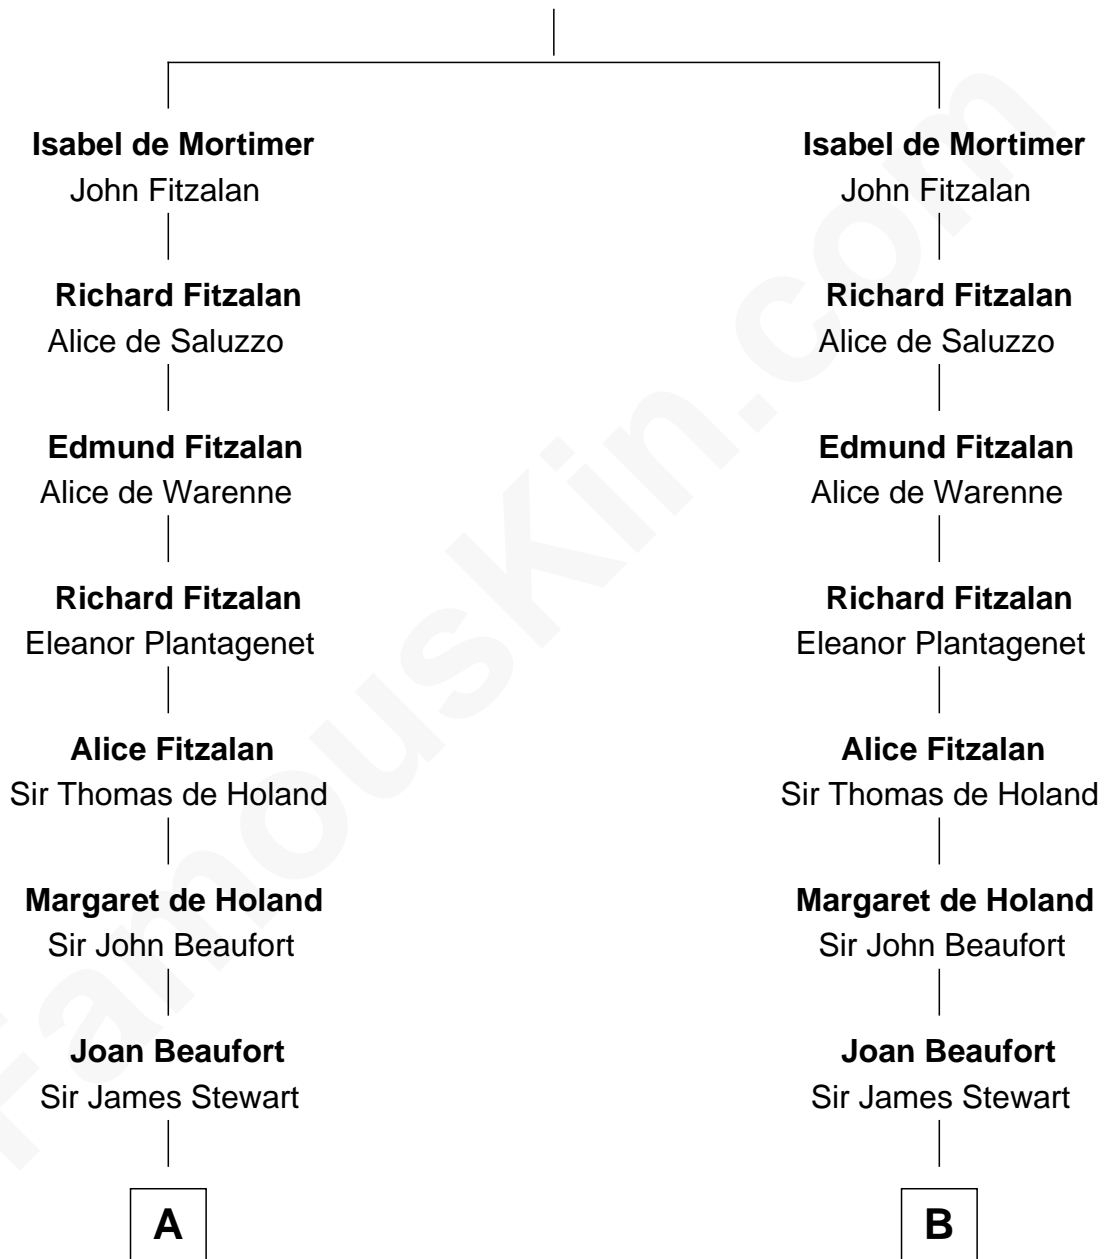 Isabel de Mortimer
John Fitzalan
Richard Fitzalan
Alice de Saluzzo
Edmund Fitzalan
Alice de Warenne
Richard Fitzalan
Eleanor Plantagenet
Alice Fitzalan
Sir Thomas de Holand
Margaret de Holand
Sir John Beaufort
Joan Beaufort
Sir James Stewart
A
Isabel de Mortimer
John Fitzalan
Richard Fitzalan
Alice de Saluzzo
Edmund Fitzalan
Alice de Warenne
Richard Fitzalan
Eleanor Plantagenet
Alice Fitzalan
Sir Thomas de Holand
Margaret de Holand
Sir John Beaufort
Joan Beaufort
Sir James Stewart
B
FamousKin.com